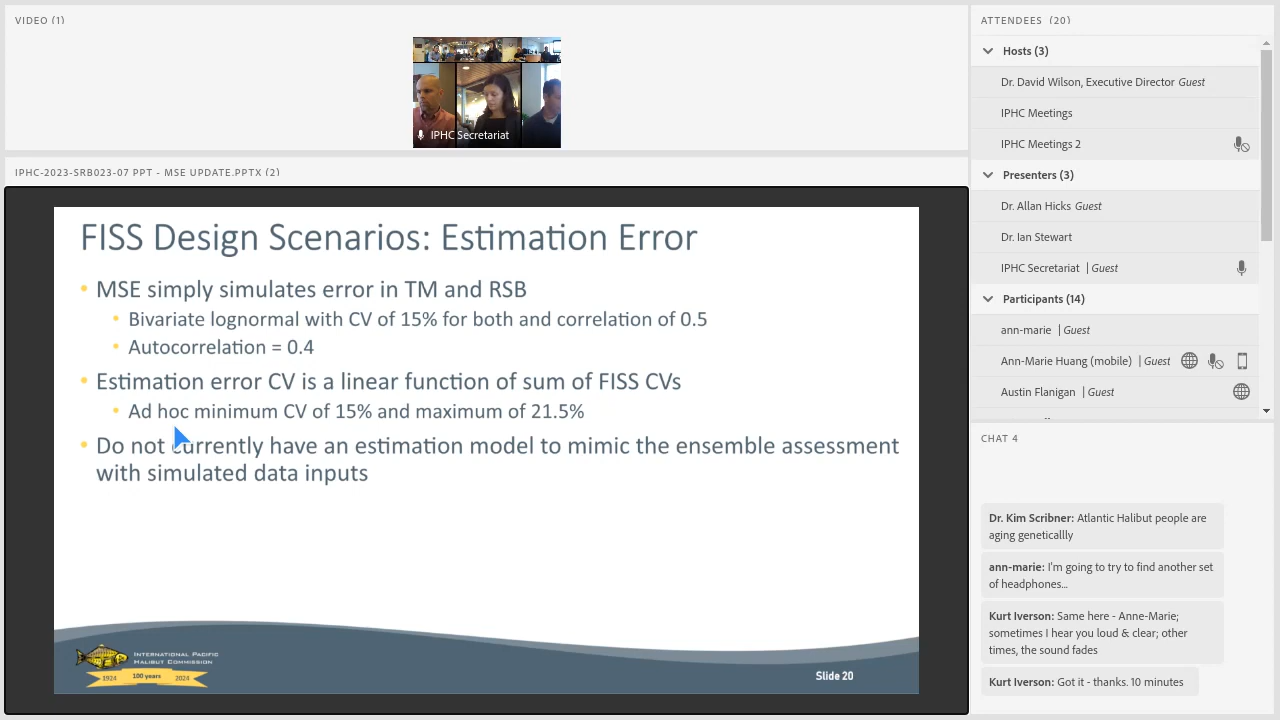 VIDEO (1)
IPHC Secretariat
IPHC-2023-SRB023-07 PPT - MSE UPDATE.PPTX (2)
FISS Design Scenarios: Estimation Error
• MSE simply simulates error in TM and RSB
• Bivariate lognormal with CV of 15% for both and correlation of 0.5
• Autocorrelation = 0.4
• Estimation error CV is a linear function of sum of FISS CVs
• Ad hoc minimum CV of 15% and maximum of 21.5%
• Do not currently have an estimation model to mimic the ensemble assessment
with simulated data inputs
INTERNATIONAL PACIFIC
HALIBUT COMMISSION
1924 100 years 2024
Slide 20
ATTENDEES (20)
Hosts (3)
Dr. David Wilson, Executive Director Guest
IPHC Meetings
IPHC Meetings 2
Presenters (3)
Dr. Allan Hicks Guest
Dr. Ian Stewart
IPHC Secretariat | Guest
Participants (14)
ann-marie | Guest
Ann-Marie Huang (mobile) | Guest
Austin Flanigan | Guest
CHAT 4
Dr. Kim Scribner: Atlantic Halibut people are
aging geneticallly
ann-marie: I'm going to try to find another set
of headphones...
Kurt Iverson: Same here - Anne-Marie;
sometimes I hear you loud & clear; other
times, the sound fades
Kurt Iverson: Got it - thanks. 10 minutes